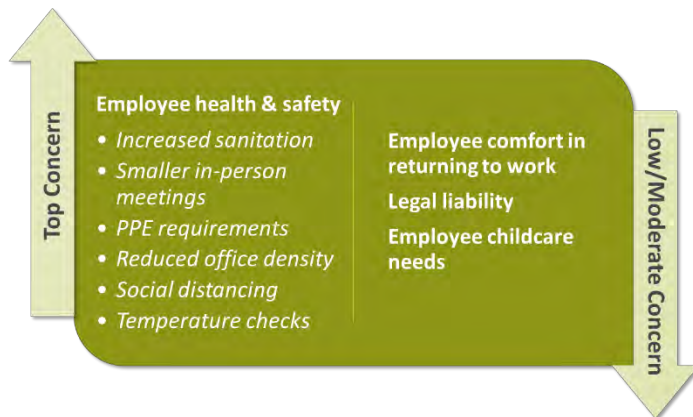 Top Concern
Employee health & safety
• Increased sanitation
• Smaller in-person
meetings
• PPE requirements
• Reduced office density
• Social distancing
• Temperature checks
Employee comfort in
returning to work
Legal liability
Employee childcare
needs
Low/Moderate Concern